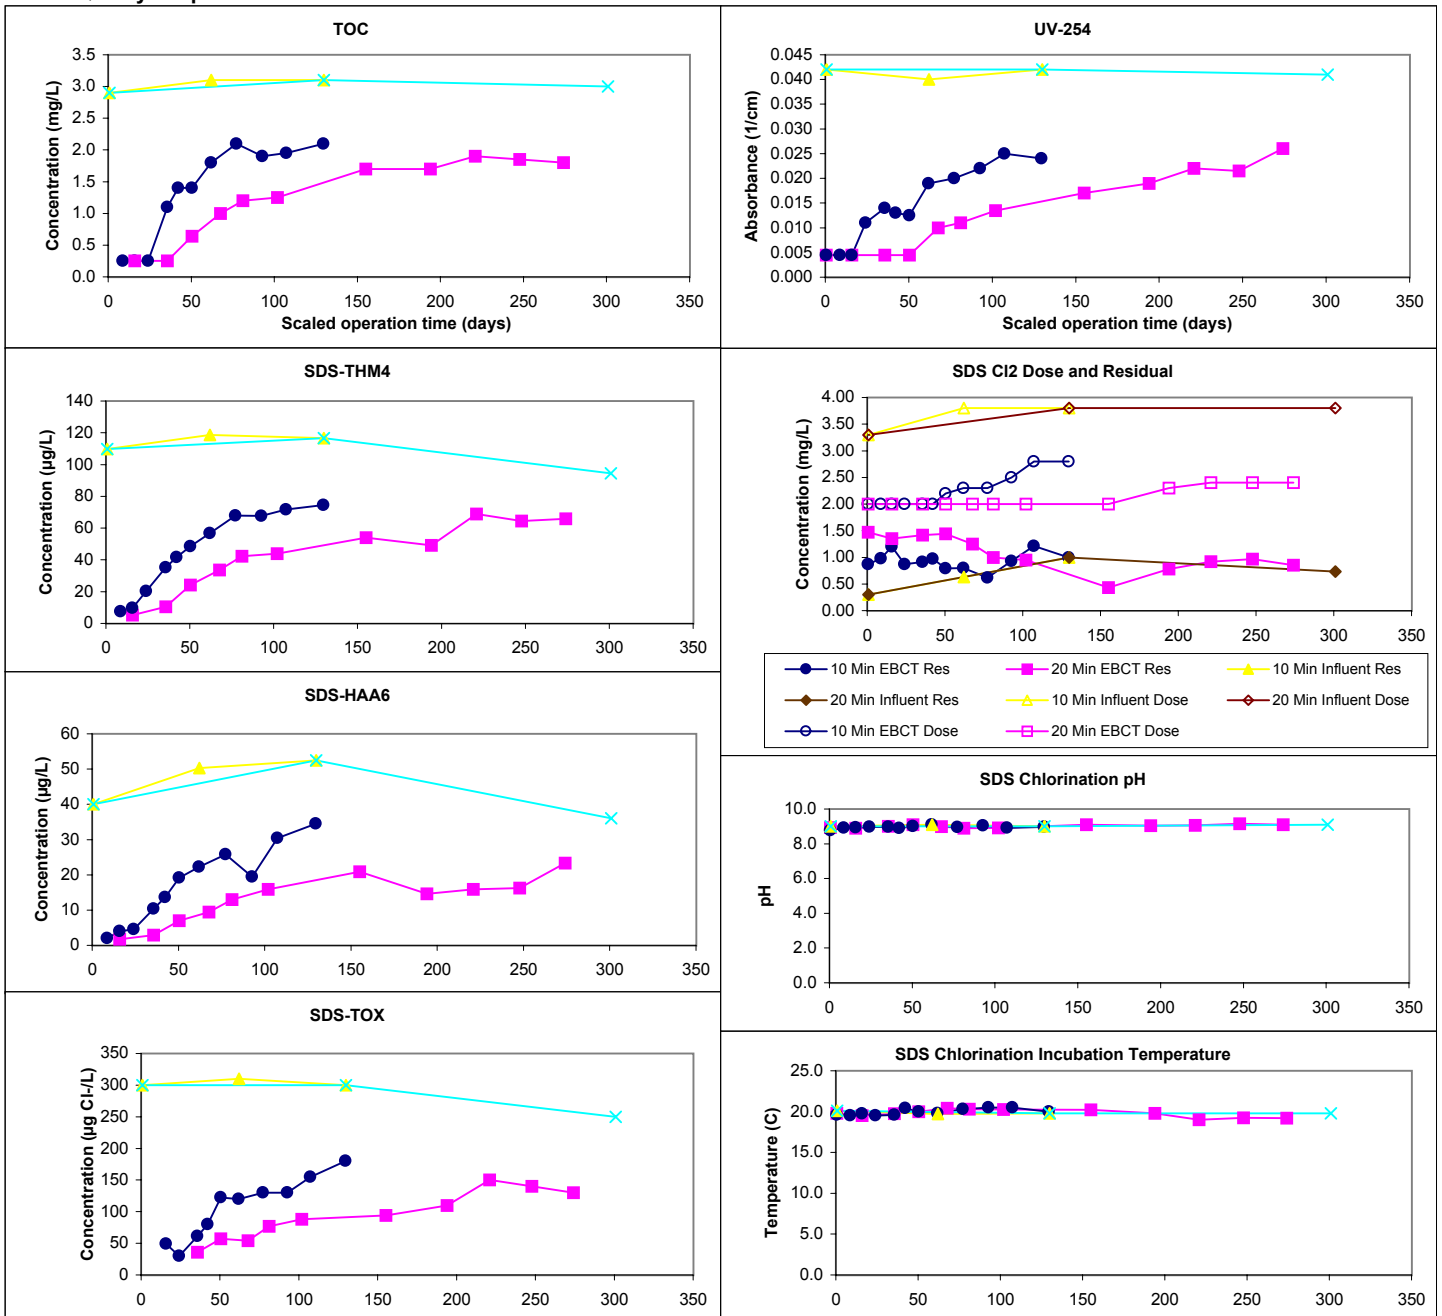 TOC
Concentration (mg/L)
3.5
3.0
2.5
2.0
1.5
1.0
0.5
0.0
0 50 100 150 200 250 300 350
Scaled operation time (days)
UV-254
Absorbance (1/cm)
0.045
0.040
0.035
0.030
0.025
0.020
0.015
0.010
0.005
0.000
0 50 100 150 200 250 300 350
Scaled operation time (days)
SDS-THM4
Concentration (µg/L)
140
120
100
80
60
40
20
0
0 50 100 150 200 250 300 350
SDS Cl2 Dose and Residual
Concentration (mg/L)
4.00
3.50
3.00
2.50
2.00
1.50
1.00
0.50
0.00
0 50 100 150 200 250 300 350
10 Min EBCT Res 20 Min EBCT Res 10 Min Influent Res
20 Min Influent Res 10 Min Influent Dose 20 Min Influent Dose
10 Min EBCT Dose 20 Min EBCT Dose
SDS-HAA6
Concentration (µg/L)
60
50
40
30
20
10
0
0 50 100 150 200 250 300 350
SDS Chlorination pH
pH
10.0
8.0
6.0
4.0
2.0
0.0
0 50 100 150 200 250 300 350
SDS-TOX
Concentration (µg Cl-/L)
350
300
250
200
150
100
50
0
0 50 100 150 200 250 300 350
SDS Chlorination Incubation Temperature
Temperature (C)
25.0
20.0
15.0
10.0
5.0
0.0
0 50 100 150 200 250 300 350